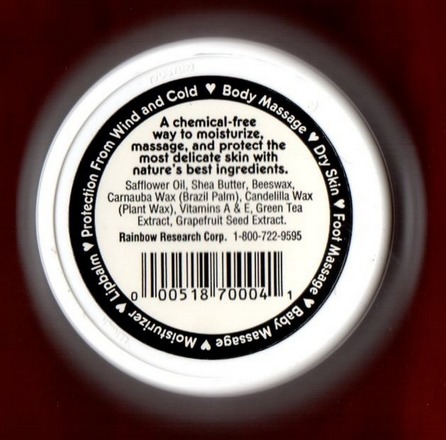 Protection From Wind and Cold ♥ Body Massage ♥ Dry Skin ♥ Foot Massage ♥ Baby Massage ♥ Moisturizer ♥ Lipbalm ♥
A chemical-free
way to moisturize,
massage, and protect the
most delicate skin with
nature's best ingredients.
Safflower Oil, Shea Butter, Beeswax,
Carnauba Wax (Brazil Palm), Candelilla Wax
(Plant Wax), Vitamins A & E, Green Tea
Extract, Grapefruit Seed Extract.
Rainbow Research Corp. 1-800-722-9595
0 00518 70004 1